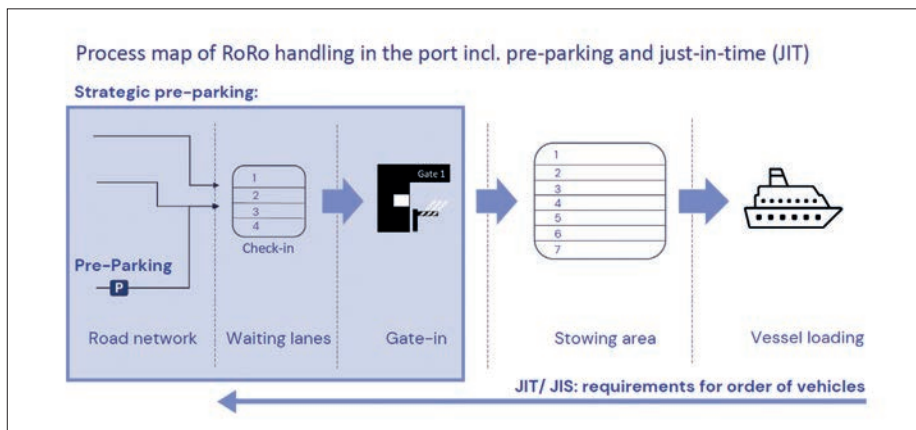 Process map of RoRo handling in the port incl. pre-parking and just-in-time (JIT)
Strategic pre-parking:
1
2
3
4
Check-in
Gate 1
1
2
3
4
5
6
7
Pre-Parking
P
Road network
Waiting lanes
Gate-in
Stowing area
Vessel loading
JIT/ JIS: requirements for order of vehicles